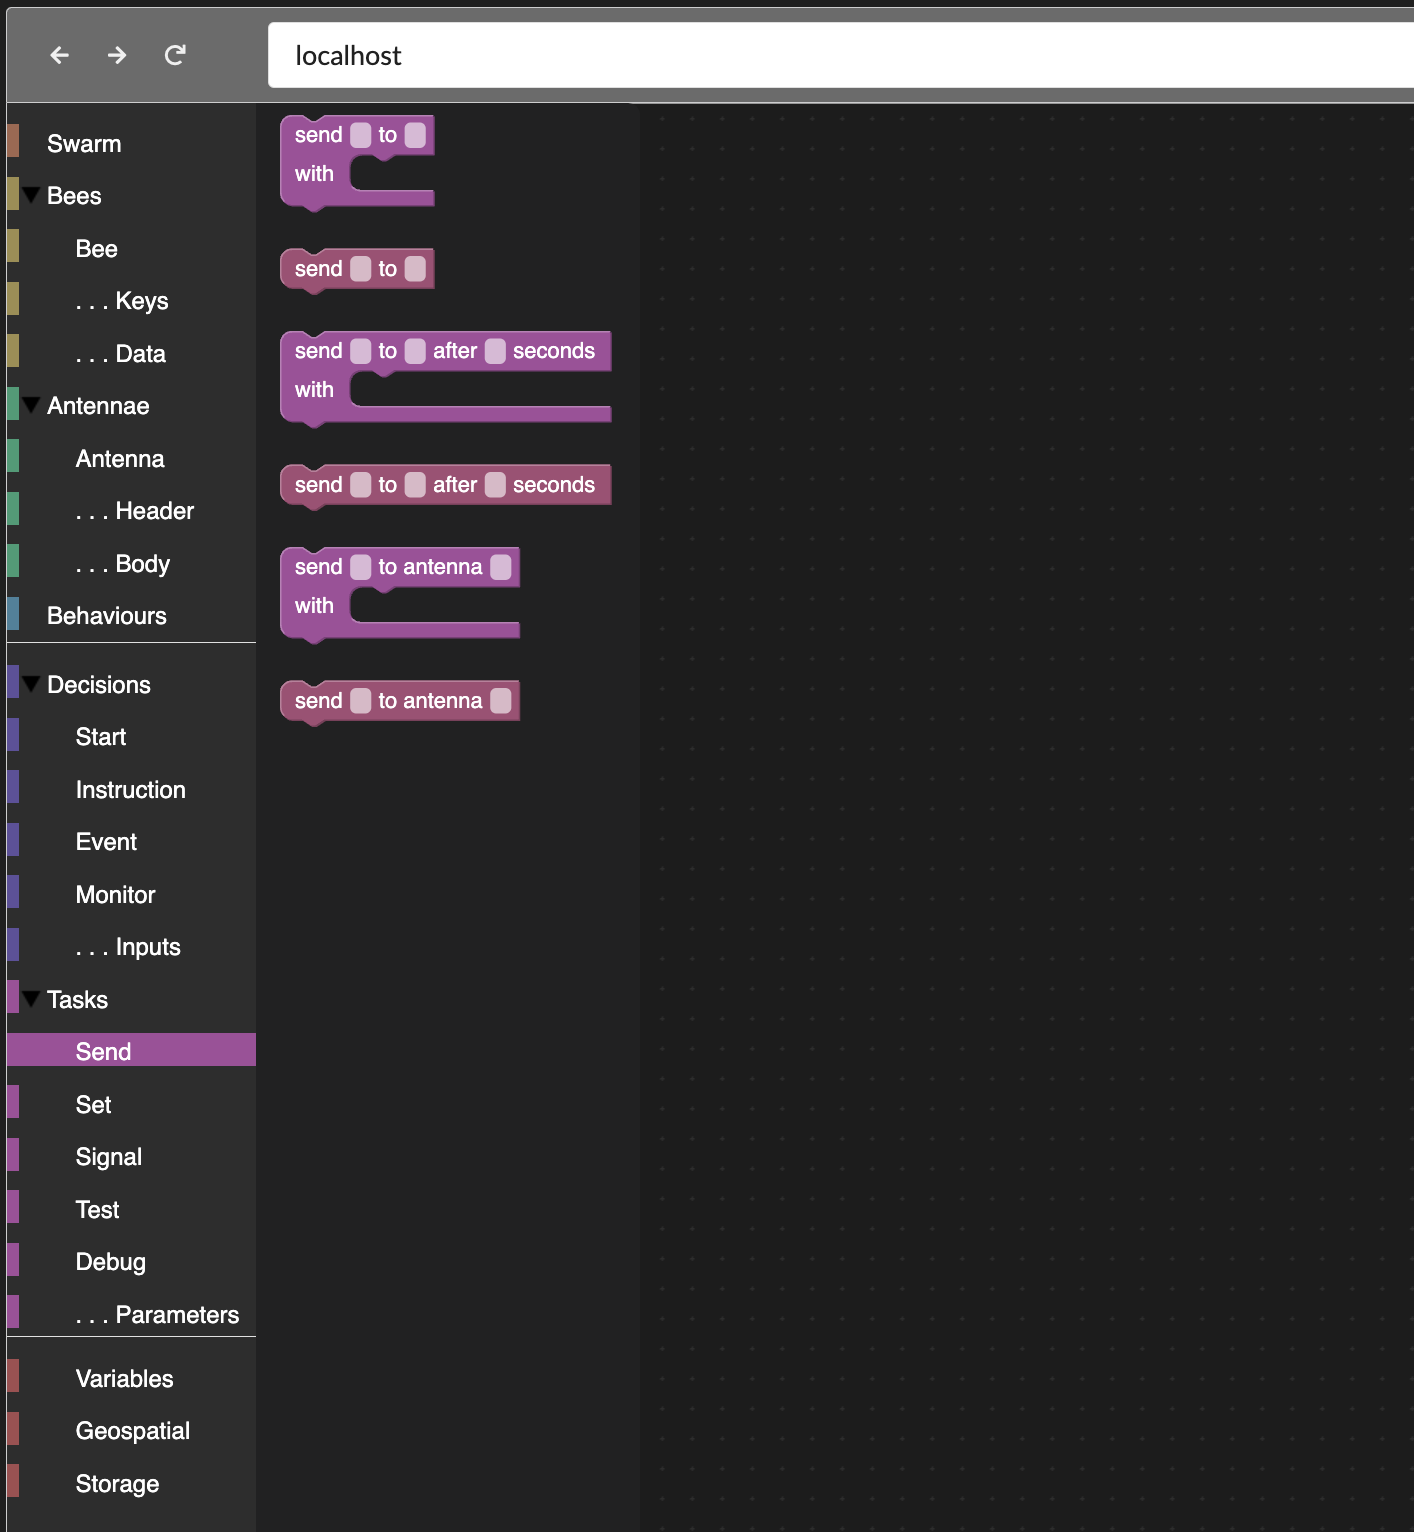 localhost
Swarm
Bees
Bee
. . . Keys
. . . Data
Antennae
Antenna
. . . Header
. . . Body
Behaviours
Decisions
Start
Instruction
Event
Monitor
. . . Inputs
Tasks
Send
Set
Signal
Test
Debug
. . . Parameters
Variables
Geospatial
Storage
send to
with
send to
send to after seconds
with
send to after seconds
send to antenna
with
send to antenna